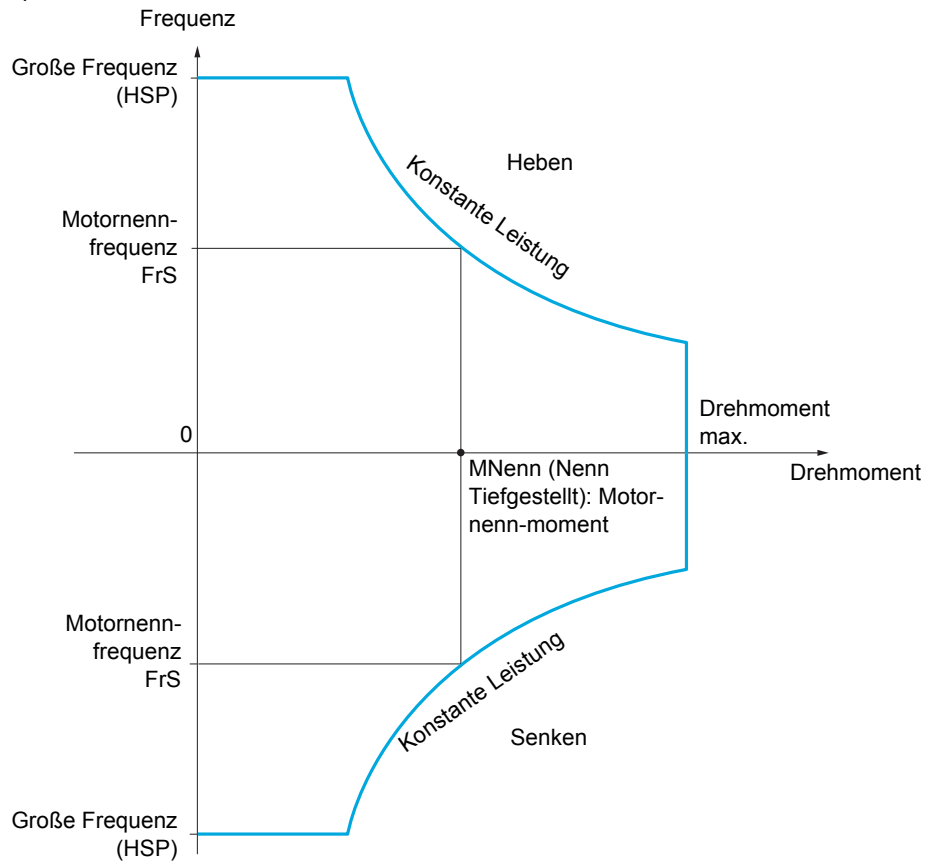 Frequenz
Große Frequenz
(HSP)
Heben
Konstante Leistung
Motornenn-
frequenz
FrS
Drehmoment
max.
0
Drehmoment
MNenn (Nenn
Tiefgestellt): Motor-
nenn-moment
Motornenn-
frequenz
FrS
Konstante Leistung
Senken
Große Frequenz
(HSP)